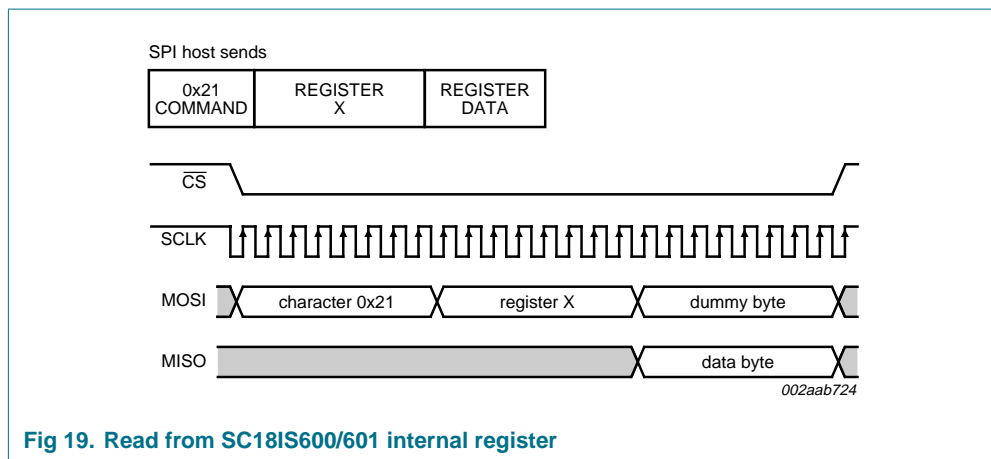 SPI host sends
0x21 COMMAND
REGISTER X
REGISTER DATA
CS
SCLK
MOSI
character 0x21
register X
dummy byte
MISO
data byte
002aab724
Fig 19. Read from SC18IS600/601 internal register